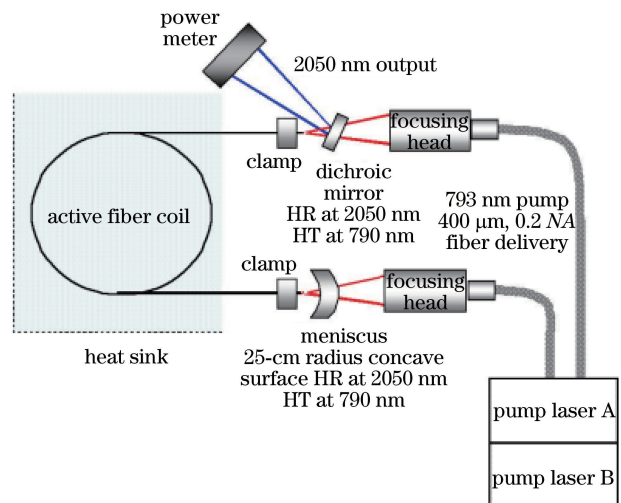 power
meter
2050 nm output
focusing
head
clamp
dichroic
mirror
HR at 2050 nm
HT at 790 nm
793 nm pump
400 μm, 0.2 NA
fiber delivery
active fiber coil
clamp
focusing
head
meniscus
25-cm radius concave
surface HR at 2050 nm
HT at 790 nm
heat sink
pump laser A
pump laser B